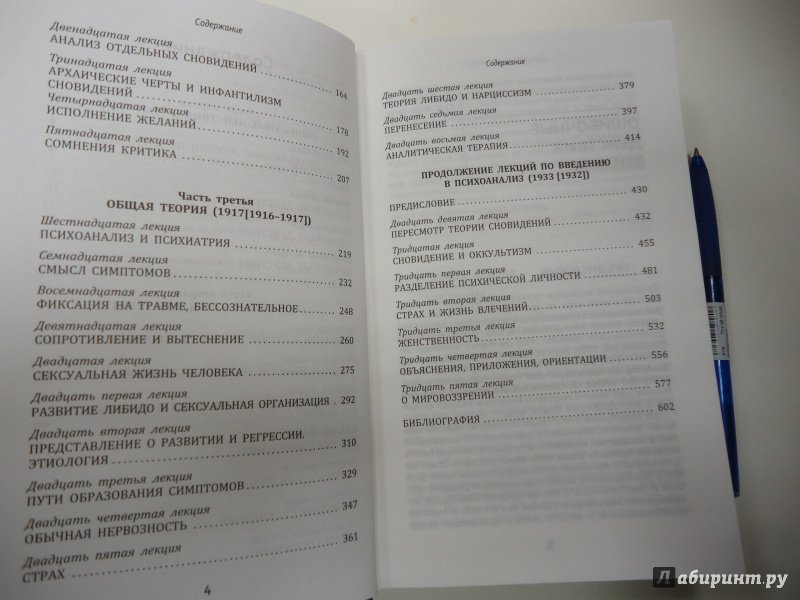 Содержание
Двенадцатая лекция
АНАЛИЗ ОТДЕЛЬНЫХ СНОВИДЕНИЙ 164
Тринадцатая лекция
АРХАИЧЕСКИЕ ЧЕРТЫ И ИНФАНТИЛИЗМ
СНОВИДЕНИЙ 178
Четырнадцатая лекция
ИСПОЛНЕНИЕ ЖЕЛАНИЙ 192
Пятнадцатая лекция
СОМНЕНИЯ КРИТИКА 207
Часть третья
ОБЩАЯ ТЕОРИЯ (1917[1916–1917])
Шестнадцатая лекция
ПСИХОАНАЛИЗ И ПСИХИАТРИЯ 219
Семнадцатая лекция
СМЫСЛ СИМПТОМОВ 232
Восемнадцатая лекция
ФИКСАЦИЯ НА ТРАВМЕ, БЕССОЗНАТЕЛЬНОЕ 248
Девятнадцатая лекция
СОПРОТИВЛЕНИЕ И ВЫТЕСНЕНИЕ 260
Двадцатая лекция
СЕКСУАЛЬНАЯ ЖИЗНЬ ЧЕЛОВЕКА 275
Двадцать первая лекция
РАЗВИТИЕ ЛИБИДО И СЕКСУАЛЬНАЯ ОРГАНИЗАЦИЯ . 292
Двадцать вторая лекция
ПРЕДСТАВЛЕНИЕ О РАЗВИТИИ И РЕГРЕССИИ.
ЭТИОЛОГИЯ 310
Двадцать третья лекция
ПУТИ ОБРАЗОВАНИЯ СИМПТОМОВ 329
Двадцать четвертая лекция
ОБЫЧНАЯ НЕРВОЗНОСТЬ 347
Двадцать пятая лекция
СТРАХ 361
4
Содержание
Двадцать шестая лекция
ТЕОРИЯ ЛИБИДО И НАРЦИССИЗМ 379
Двадцать седьмая лекция
ПЕРЕНЕСЕНИЕ 397
Двадцать восьмая лекция
АНАЛИТИЧЕСКАЯ ТЕРАПИЯ 414
ПРОДОЛЖЕНИЕ ЛЕКЦИЙ ПО ВВЕДЕНИЮ
В ПСИХОАНАЛИЗ (1933 [1932])
ПРЕДИСЛОВИЕ 430
Двадцать девятая лекция
ПЕРЕСМОТР ТЕОРИИ СНОВИДЕНИЙ 432
Тридцатая лекция
СНОВИДЕНИЕ И ОККУЛЬТИЗМ 455
Тридцать первая лекция
РАЗДЕЛЕНИЕ ПСИХИЧЕСКОЙ ЛИЧНОСТИ 481
Тридцать вторая лекция
СТРАХ И ЖИЗНЬ ВЛЕЧЕНИЙ 503
Тридцать третья лекция
ЖЕНСТВЕННОСТЬ 532
Тридцать четвертая лекция
ОБЪЯСНЕНИЯ, ПРИЛОЖЕНИЯ, ОРИЕНТАЦИИ 556
Тридцать пятая лекция
О МИРОВОЗЗРЕНИИ 577
БИБЛИОГРАФИЯ 602
Лабиринт.ру